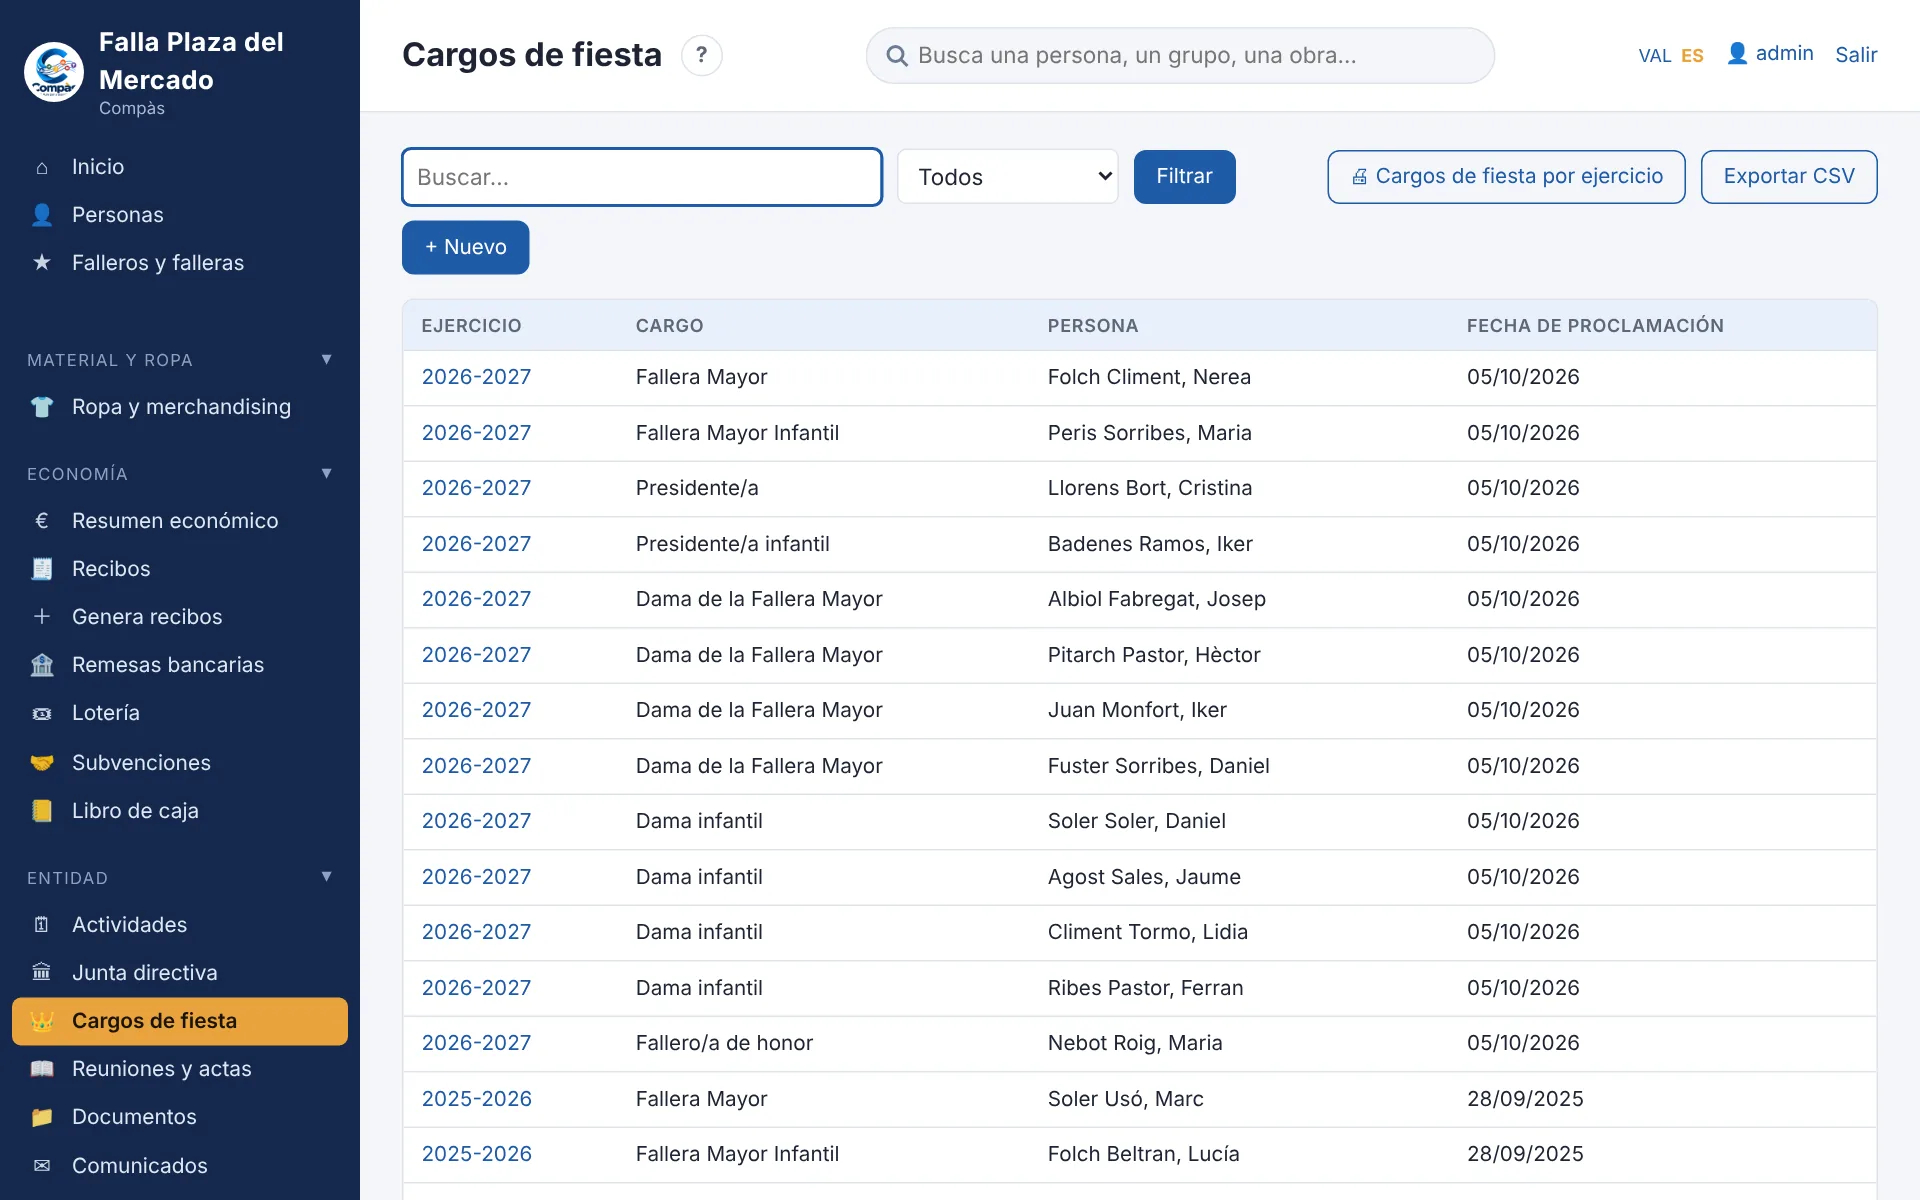 Falla Plaza del
Mercado
Compàs
Inicio
Personas
Falleros y falleras
MATERIAL Y ROPA
Ropa y merchandising
ECONOMÍA
Resumen económico
Recibos
Genera recibos
Remesas bancarias
Lotería
Subvenciones
Libro de caja
ENTIDAD
Actividades
Junta directiva
Cargos de fiesta
Reuniones y actas
Documentos
Comunicados
Cargos de fiesta ?
Busca una persona, un grupo, una obra...
VAL ES admin Salir
Buscar... Todos Filtrar Cargos de fiesta por ejercicio Exportar CSV
+ Nuevo
EJERCICIO CARGO PERSONA FECHA DE PROCLAMACIÓN
2026-2027 Fallera Mayor Folch Climent, Nerea 05/10/2026
2026-2027 Fallera Mayor Infantil Peris Sorribes, Maria 05/10/2026
2026-2027 Presidente/a Llorens Bort, Cristina 05/10/2026
2026-2027 Presidente/a infantil Badenes Ramos, Iker 05/10/2026
2026-2027 Dama de la Fallera Mayor Albiol Fabregat, Josep 05/10/2026
2026-2027 Dama de la Fallera Mayor Pitarch Pastor, Hèctor 05/10/2026
2026-2027 Dama de la Fallera Mayor Juan Monfort, Iker 05/10/2026
2026-2027 Dama de la Fallera Mayor Fuster Sorribes, Daniel 05/10/2026
2026-2027 Dama infantil Soler Soler, Daniel 05/10/2026
2026-2027 Dama infantil Agost Sales, Jaume 05/10/2026
2026-2027 Dama infantil Climent Tormo, Lidia 05/10/2026
2026-2027 Dama infantil Ribes Pastor, Ferran 05/10/2026
2026-2027 Fallero/a de honor Nebot Roig, Maria 05/10/2026
2025-2026 Fallera Mayor Soler Usó, Marc 28/09/2025
2025-2026 Fallera Mayor Infantil Folch Beltran, Lucía 28/09/2025